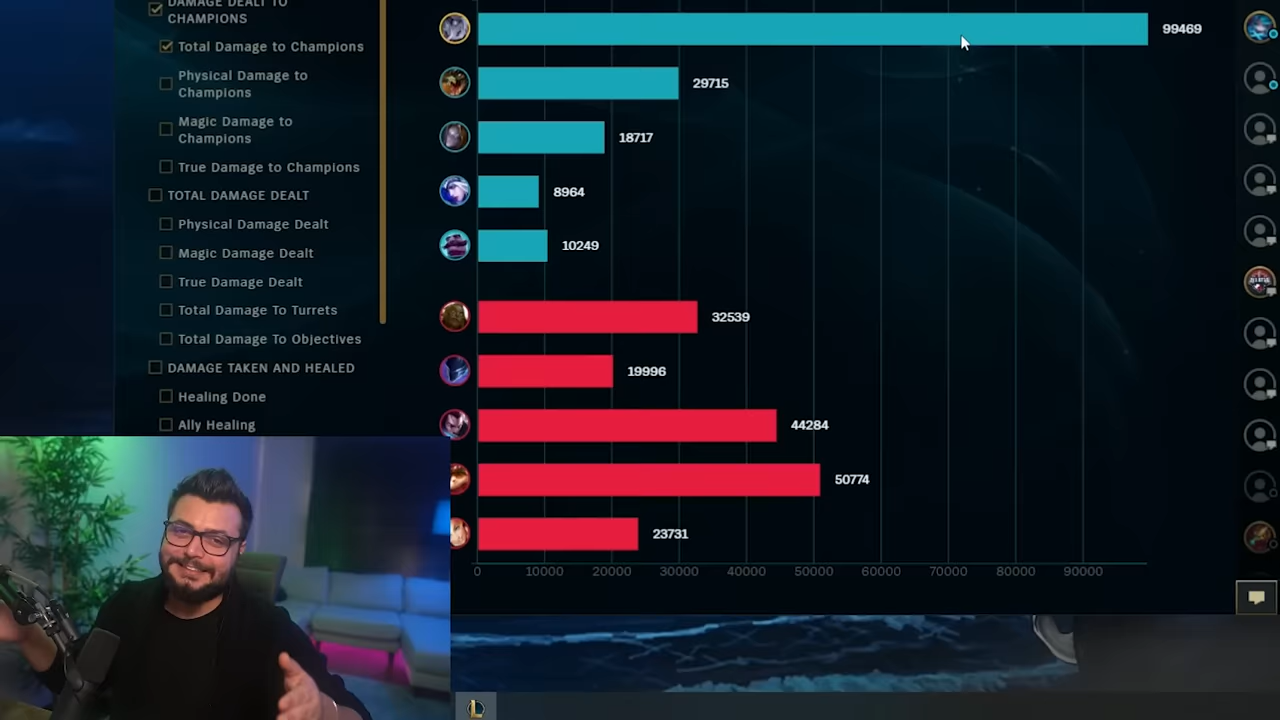 DAMAGE DEALT TO
CHAMPIONS
Total Damage to Champions
Physical Damage to
Champions
Magic Damage to
Champions
True Damage to Champions
TOTAL DAMAGE DEALT
Physical Damage Dealt
Magic Damage Dealt
True Damage Dealt
Total Damage To Turrets
Total Damage To Objectives
DAMAGE TAKEN AND HEALED
Healing Done
Ally Healing
99469
29715
18717
8964
10249
32539
19996
44284
50774
23731
0 10000 20000 30000 40000 50000 60000 70000 80000 90000